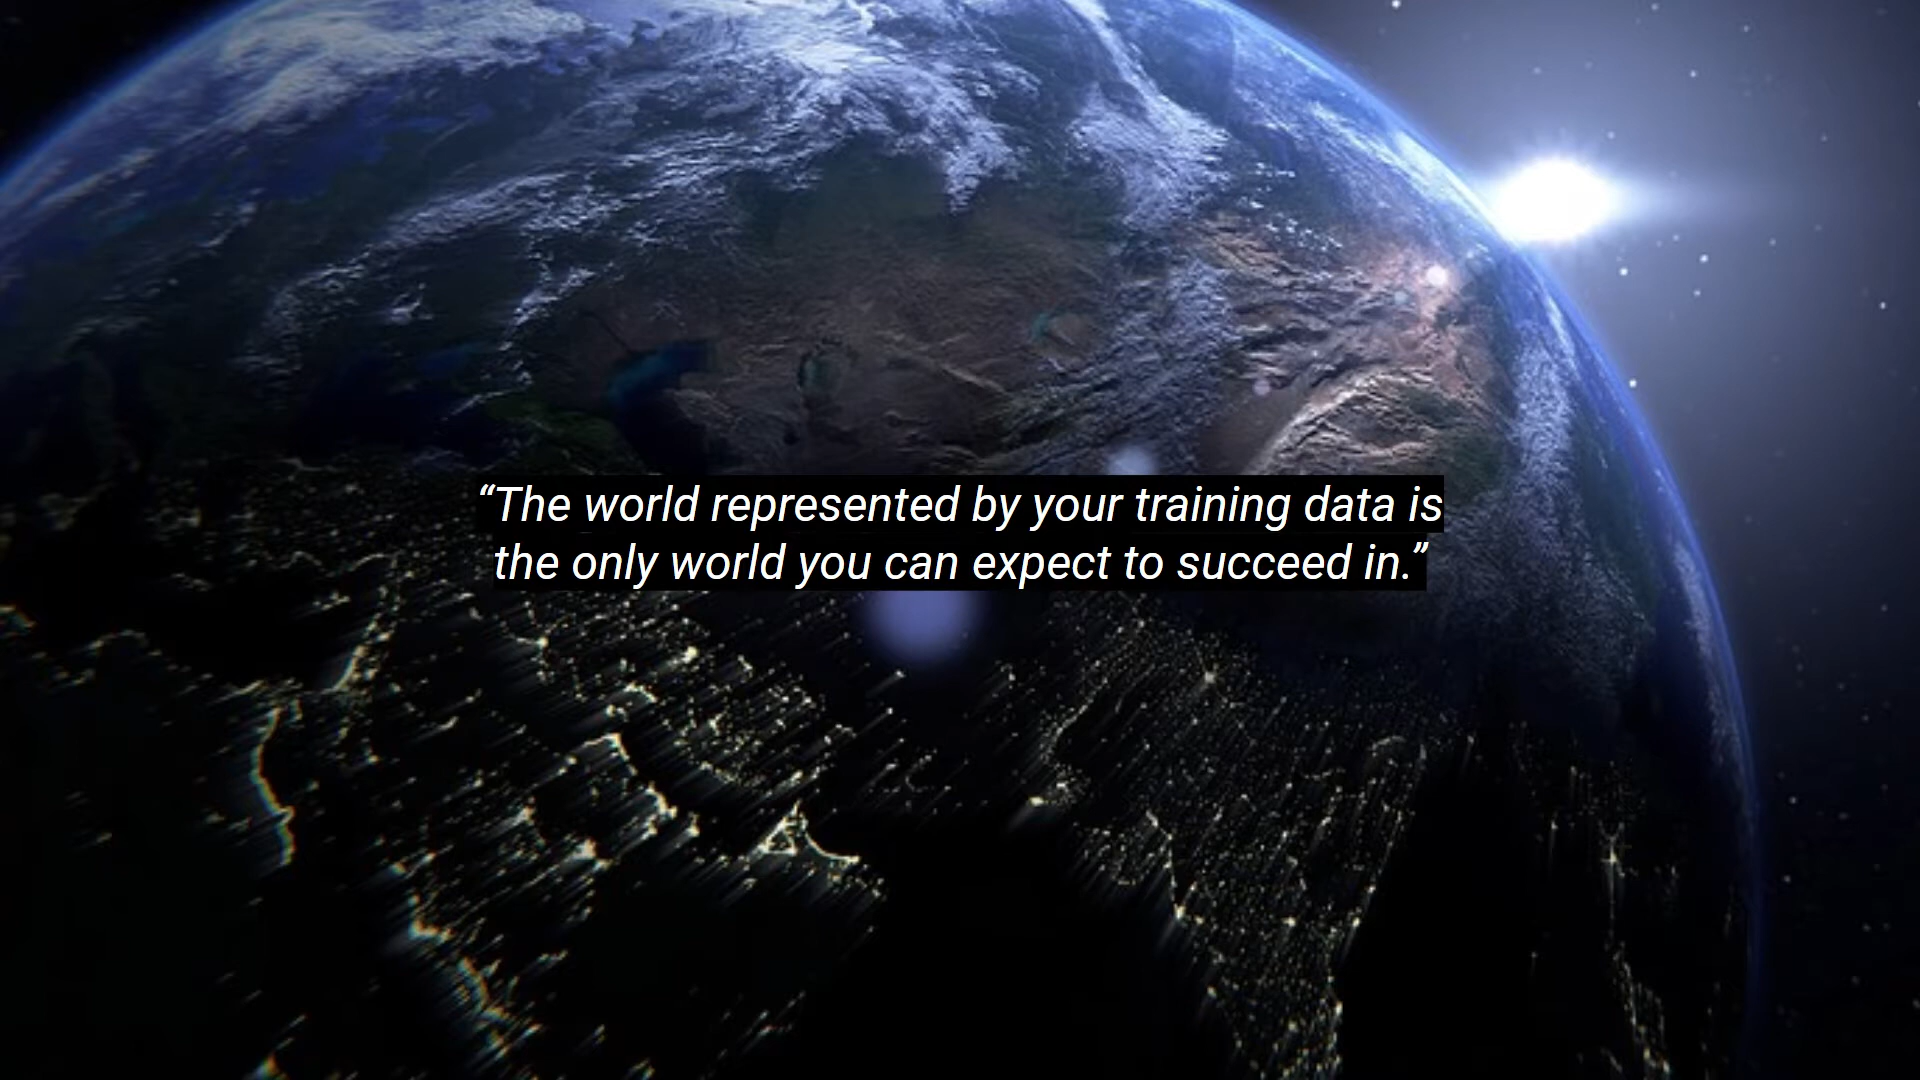 “The world represented by your training data is
the only world you can expect to succeed in.”